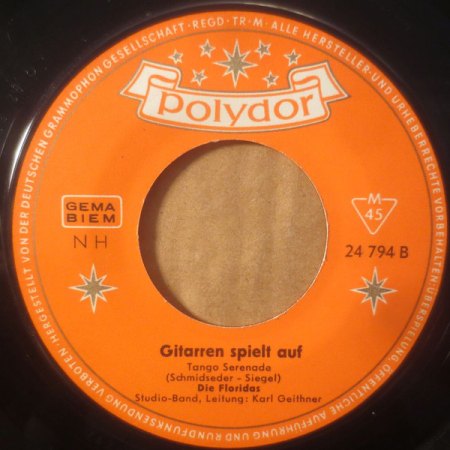 HERGESTELLT VON DER DEUTSCHEN GRAMMOPHON GESELLSCHAFT · REGD · TR · M · ALLE HERSTELLER- UND URHEBERRECHTE VORBEHALTEN · ÜBERSPIELUNG, ÖFFENTLICHE AUFFÜHRUNG UND RUNDFUNKSENDUNG VERBOTEN
polydor
GEMA
BIEM
NH
M
45
24 794 B
Gitarren spielt auf
Tango Serenade
(Schmidseder - Siegel)
Die Floridas
Studio-Band, Leitung: Karl Geithner